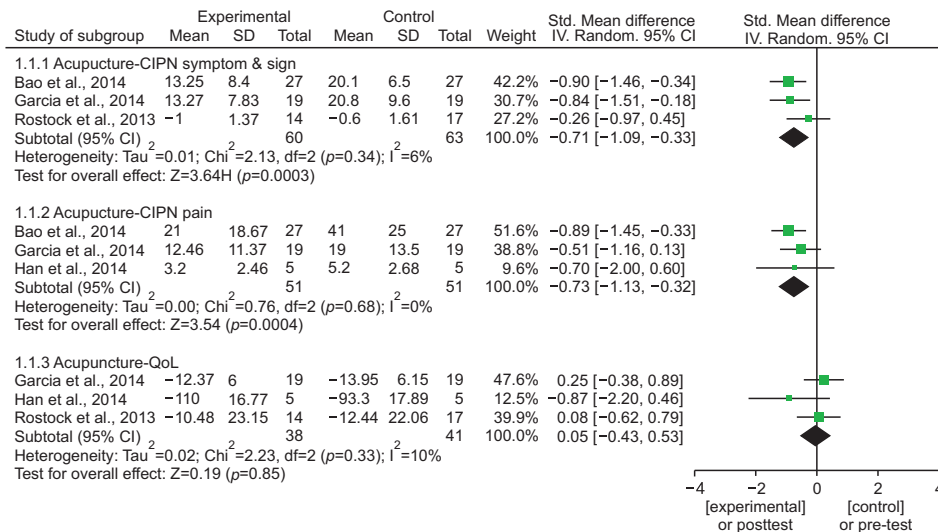 Experimental Control Std. Mean difference Std. Mean difference
Study of subgroup Mean SD Total Mean SD Total Weight IV. Random. 95% CI IV. Random. 95% CI
1.1.1 Acupucture-CIPN symptom & sign
Bao et al., 2014 13.25 8.4 27 20.1 6.5 27 42.2% −0.90 [−1.46, −0.34)
Garcia et al., 2014 13.27 7.83 19 20.8 9.6 19 30.7% −0.84 [−1.51, −0.18)
Rostock et al., 2013 −1 1.37 14 −0.6 1.61 17 27.2% −0.26 (−0.97, 0.45]
Subtotal (95% CI) 60 63 100.0% −0.71 [−1.09, −0.33)
Heterogeneity: Tau²=0.01; Chi²=2.13, df=2 (p=0.34); I²=6%
Test for overall effect: Z=3.64H (p=0.0003)
1.1.2 Acupucture-CIPN pain
Bao et al., 2014 21 18.67 27 41 25 27 51.6% −0.89 [−1.45, −0.33)
Garcia et al., 2014 12.46 11.37 19 19 13.5 19 38.8% −0.51 [−1.16, 0.13]
Han et al., 2014 3.2 2.46 5 5.2 2.68 5 9.6% −0.70 [−2.00, 0.60]
Subtotal (95% CI) 51 51 100.0% −0.73 [−1.13, −0.32)
Heterogeneity: Tau²=0.00; Chi²=0.76, df=2 (p=0.68); I²=0%
Test for overall effect: Z=3.54 (p=0.0004)
1.1.3 Acupuncture-QoL
Garcia et al., 2014 −12.37 6 19 −13.95 6.15 19 47.6% 0.25 [−0.38, 0.89]
Han et al., 2014 −110 16.77 5 −93.3 17.89 5 12.5% −0.87 [−2.20, 0.46]
Rostock et al., 2013 −10.48 23.15 14 −12.44 22.06 17 39.9% 0.08 [−0.62, 0.79]
Subtotal (95% CI) 38 41 100.0% 0.05 [−0.43, 0.53]
Heterogeneity: Tau²=0.02; Chi²=2.23, df=2 (p=0.33); I²=10%
Test for overall effect: Z=0.19 (p=0.85)
−4 −2 0 2 4
[experimental] [control]
or posttest or pre-test